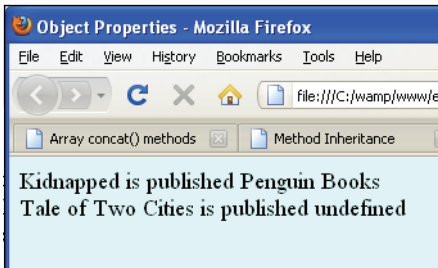 Object Properties - Mozilla Firefox
File Edit View History Bookmarks Tools Help
file:///C:/wamp/www/e
Array concat() methods Method Inheritance
Kidnapped is published Penguin Books
Tale of Two Cities is published undefined